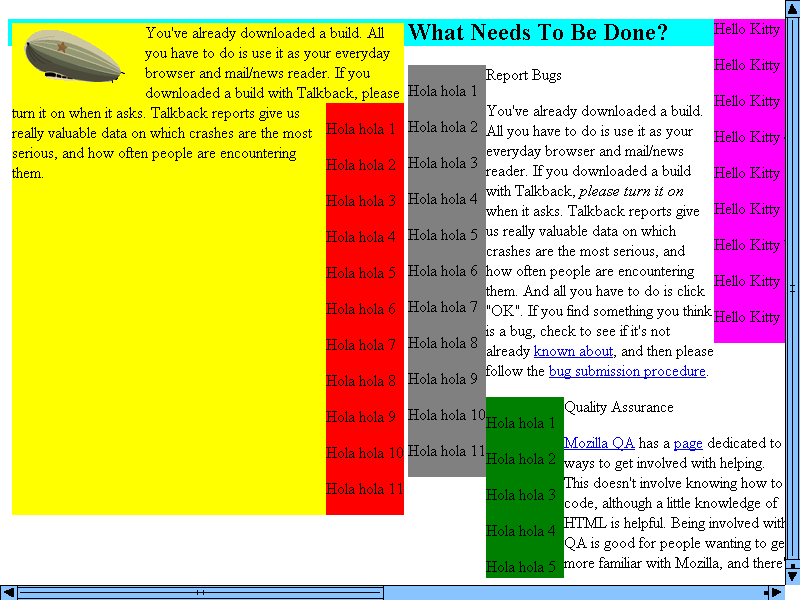 You've already downloaded a build. All
you have to do is use it as your everyday
browser and mail/news reader. If you
downloaded a build with Talkback, please
turn it on when it asks. Talkback reports give us
really valuable data on which crashes are the most
serious, and how often people are encountering
them.
Hola hola 1
Hola hola 2
Hola hola 3
Hola hola 4
Hola hola 5
Hola hola 6
Hola hola 7
Hola hola 8
Hola hola 9
Hola hola 10
Hola hola 11
What Needs To Be Done?
Hola hola 1
Hola hola 2
Hola hola 3
Hola hola 4
Hola hola 5
Hola hola 6
Hola hola 7
Hola hola 8
Hola hola 9
Hola hola 10
Hola hola 11
Report Bugs
You've already downloaded a build.
All you have to do is use it as your
everyday browser and mail/news
reader. If you downloaded a build
with Talkback, please turn it on
when it asks. Talkback reports give
us really valuable data on which
crashes are the most serious, and
how often people are encountering
them. And all you have to do is click
"OK". If you find something you think
is a bug, check to see if it's not
already known about, and then please
follow the bug submission procedure.
Hola hola 1
Hola hola 2
Hola hola 3
Hola hola 4
Hola hola 5
Quality Assurance
Mozilla QA has a page dedicated to
ways to get involved with helping.
This doesn't involve knowing how to
code, although a little knowledge of
HTML is helpful. Being involved with
QA is good for people wanting to ge
more familiar with Mozilla, and there
Hello Kitty
Hello Kitty
Hello Kitty
Hello Kitty
Hello Kitty
Hello Kitty
Hello Kitty
Hello Kitty
Hello Kitty